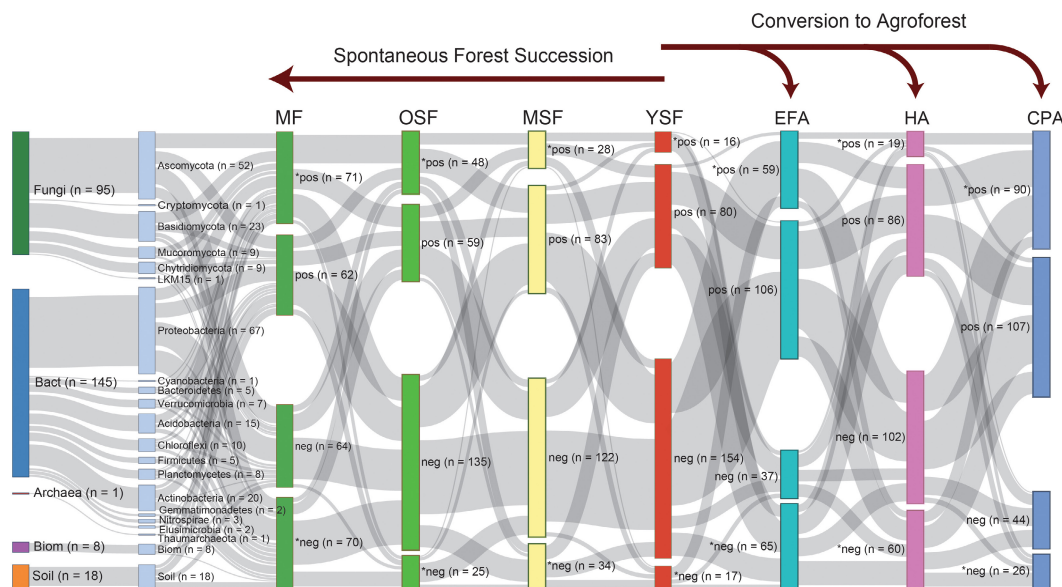 Conversion to Agroforest
Spontaneous Forest Succession
MF
OSF
MSF
YSF
EFA
HA
CPA
Fungi (n = 95)
Bact (n = 145)
Archaea (n = 1)
Biom (n = 8)
Soil (n = 18)
Ascomycota (n = 52)
Cryptomycota (n = 1)
Basidiomycota (n = 23)
Mucoromycota (n = 9)
Chytridiomycota (n = 9)
LKM15 (n = 1)
Proteobacteria (n = 67)
Cyanobacteria (n = 1)
Bacteroidetes (n = 5)
Verrucomicrobia (n = 7)
Acidobacteria (n = 15)
Chloroflexi (n = 10)
Firmicutes (n = 5)
Planctomycetes (n = 8)
Actinobacteria (n = 20)
Gemmatimonadetes (n = 2)
Nitrospirae (n = 3)
Elusimicrobia (n = 2)
Thaumarchaeota (n = 1)
Biom (n = 8)
Soil (n = 18)
*pos (n = 71)
pos (n = 62)
neg (n = 64)
*neg (n = 70)
*pos (n = 48)
pos (n = 59)
neg (n = 135)
*neg (n = 25)
*pos (n = 28)
pos (n = 83)
neg (n = 122)
*neg (n = 34)
*pos (n = 16)
pos (n = 80)
neg (n = 154)
*neg (n = 17)
*pos (n = 59)
pos (n = 106)
neg (n = 37)
*neg (n = 65)
*pos (n = 19)
pos (n = 86)
neg (n = 102)
*neg (n = 60)
*pos (n = 90)
pos (n = 107)
neg (n = 44)
*neg (n = 26)